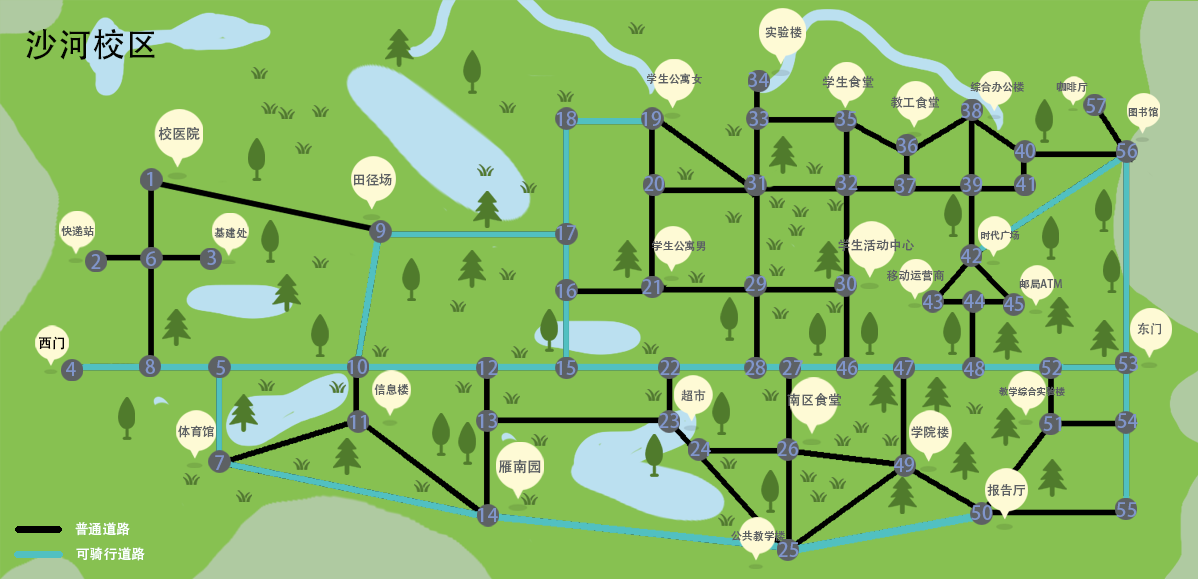 沙河校区
实验楼
学生公寓女
34
学生食堂
综合办公楼
咖啡厅
教工食堂
57
图书馆
38
校医院
18
19
33
35
36
40
56
田径场
1
20
31
32
37
39
41
快递站
基建处
9
17
学生公寓男
学生活动中心
时代广场
2
6
3
42
移动运营商
邮局ATM
16
21
29
30
43
44
45
西门
东门
4
8
5
10
12
15
22
28
27
46
47
48
52
53
信息楼
超市
南区食堂
教学综合实验楼
体育馆
11
13
23
学院楼
51
54
7
雁南园
24
26
49
报告厅
14
50
55
普通道路
公共教学楼
25
可骑行道路